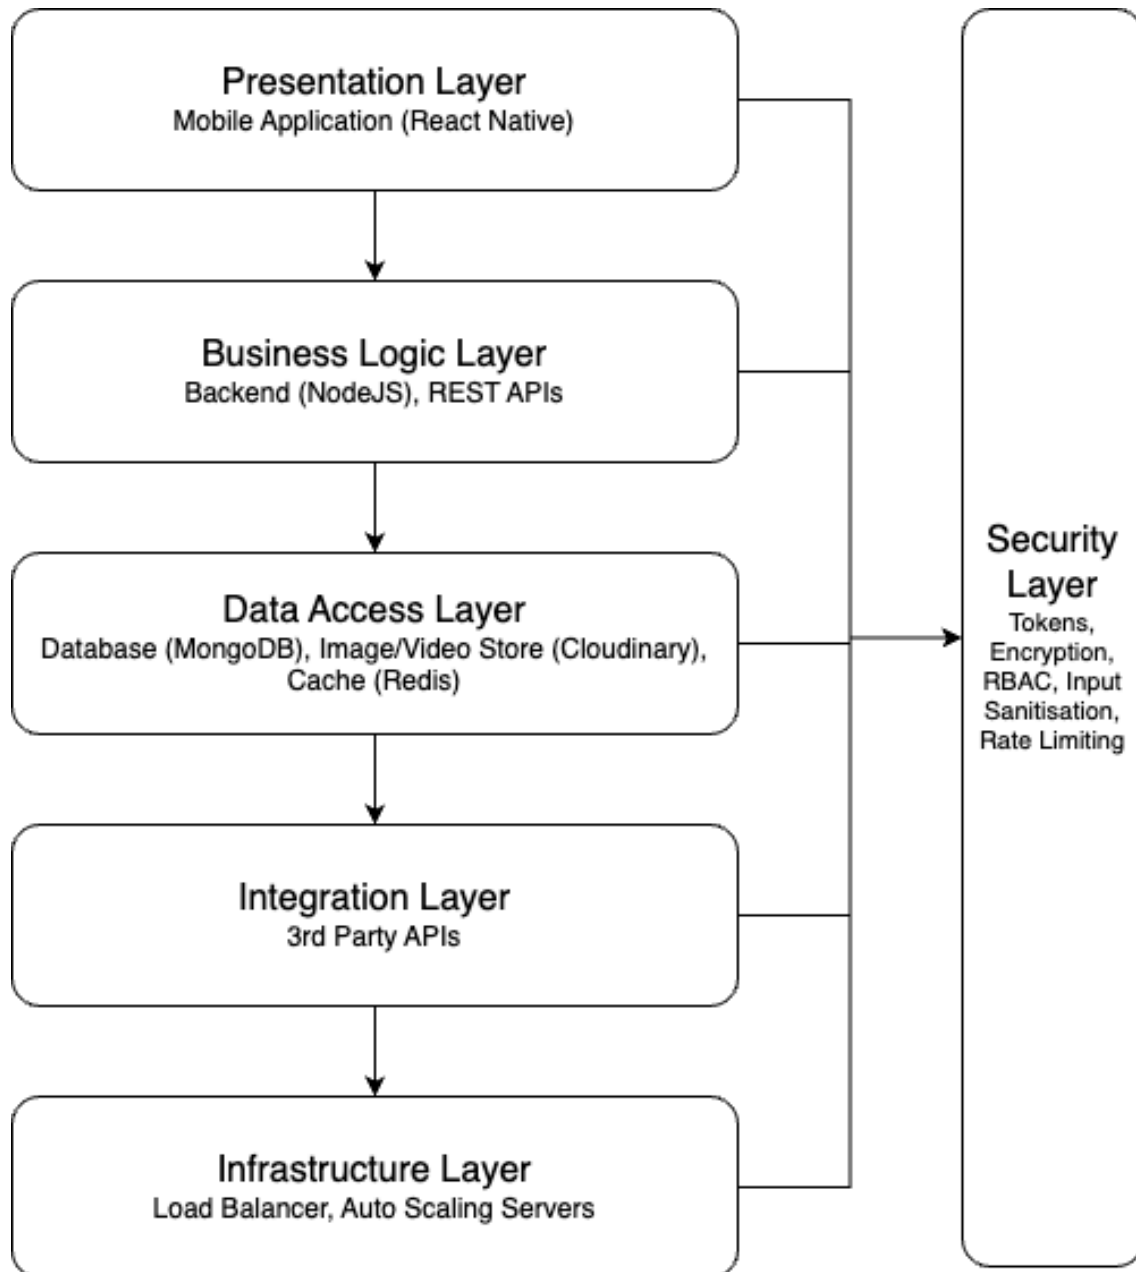 Presentation Layer
Mobile Application (React Native)
Business Logic Layer
Backend (NodeJS), REST APIs
Data Access Layer
Database (MongoDB), Image/Video Store (Cloudinary),
Cache (Redis)
Integration Layer
3rd Party APIs
Infrastructure Layer
Load Balancer, Auto Scaling Servers
Security
Layer
Tokens,
Encryption,
RBAC, Input
Sanitisation,
Rate Limiting